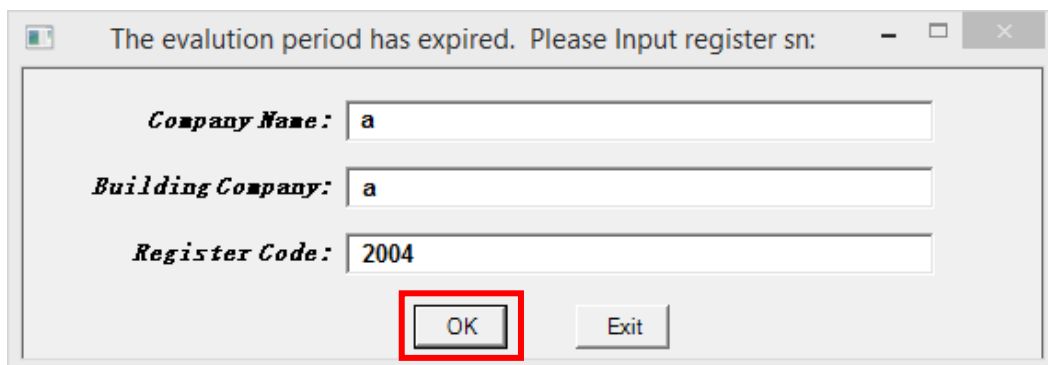 The evalution period has expired. Please Input register sn:
Company Name: a
Building Company: a
Register Code: 2004
OK Exit